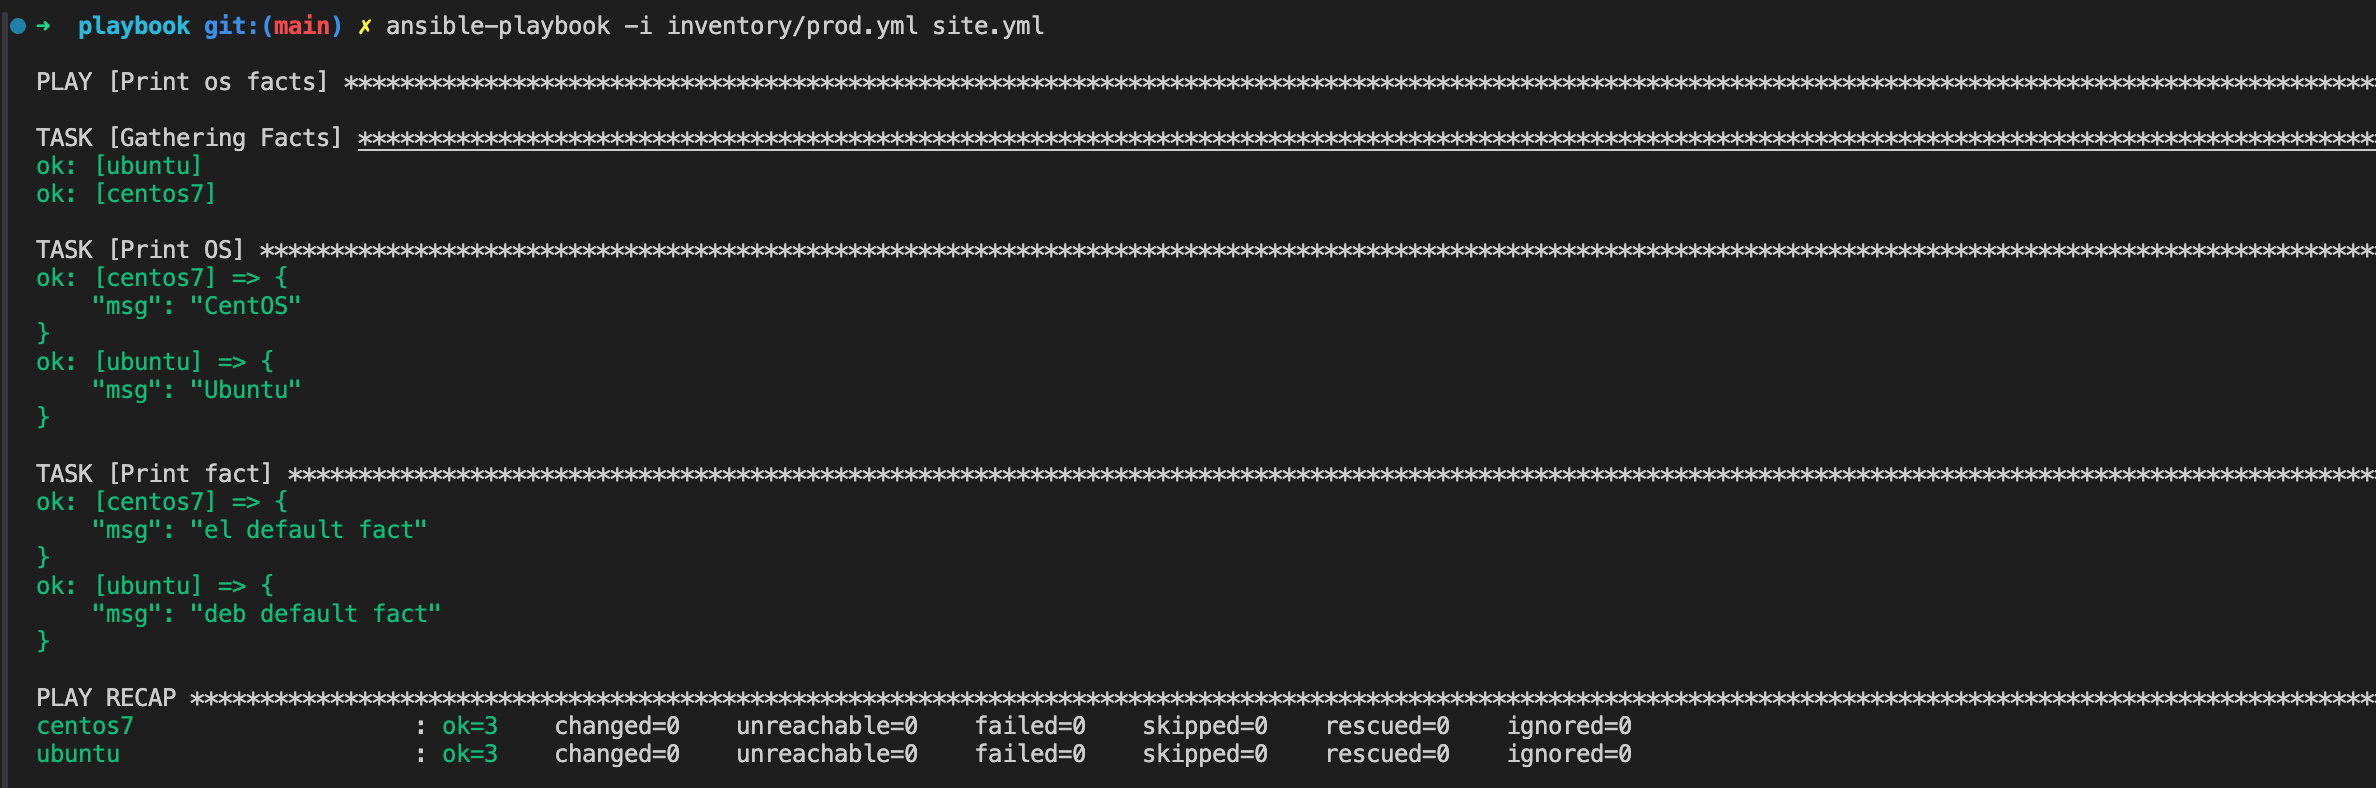 ➜  playbook git:(main) ✗ ansible-playbook -i inventory/prod.yml site.yml

PLAY [Print os facts] ***************************************************************************************************************************************************

TASK [Gathering Facts] **************************************************************************************************************************************************
ok: [ubuntu]
ok: [centos7]

TASK [Print OS] *********************************************************************************************************************************************************
ok: [centos7] => {
    "msg": "CentOS"
}
ok: [ubuntu] => {
    "msg": "Ubuntu"
}

TASK [Print fact] *******************************************************************************************************************************************************
ok: [centos7] => {
    "msg": "el default fact"
}
ok: [ubuntu] => {
    "msg": "deb default fact"
}

PLAY RECAP **************************************************************************************************************************************************************
centos7                    : ok=3    changed=0    unreachable=0    failed=0    skipped=0    rescued=0    ignored=0
ubuntu                     : ok=3    changed=0    unreachable=0    failed=0    skipped=0    rescued=0    ignored=0